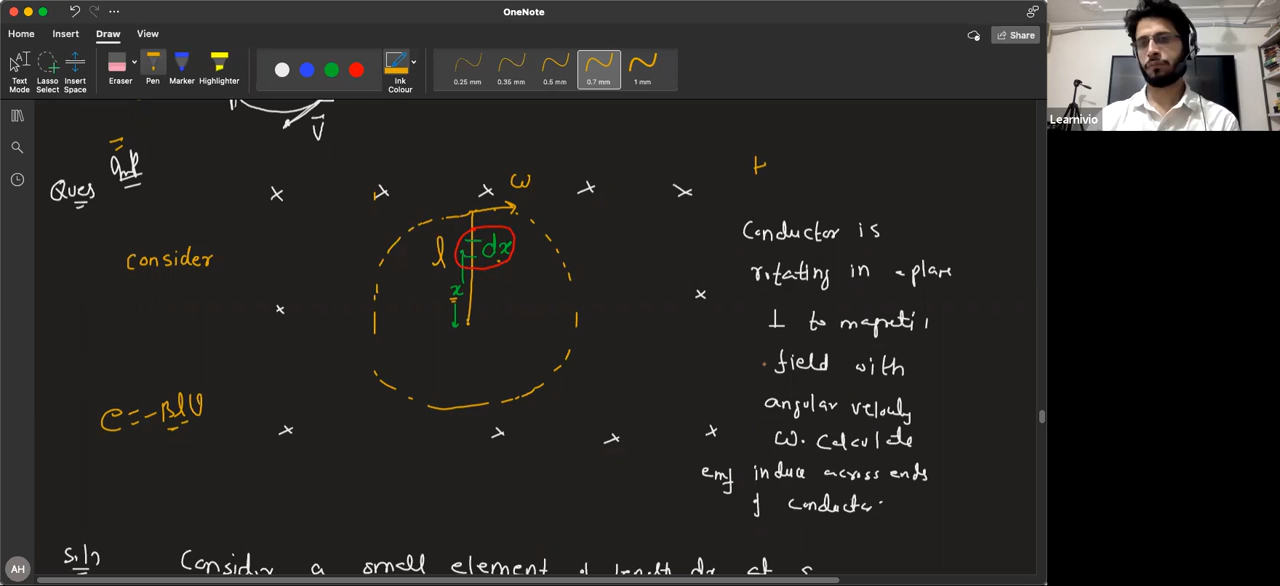 OneNote
Home Insert Draw View
Share
Text Mode
Lasso Select
Insert Space
Eraser
Pen
Marker
Highlighter
Ink Colour
0.25 mm
0.35 mm
0.5 mm
0.7 mm
1 mm
Learnivio
V
Ques
Imp
ω
l
dx
x
Consider
e = -BlV
Conductor is
rotating in a plane
⊥ to magneti
field with
angular velocity
ω. Calculate
emf induce across ends
of conductor
Soln
Consider a small element of length dx at a
AH